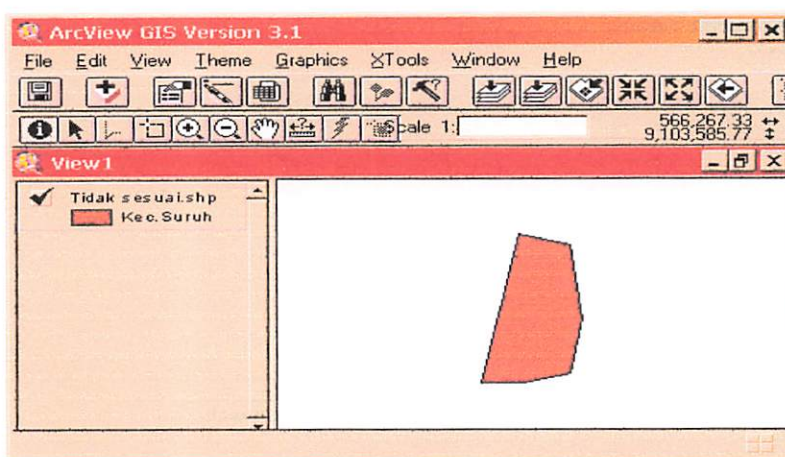 ArcView GIS Version 3.1
File Edit View Theme Graphics XTools Window Help
Scale 1: 566,267.33
9,103,585.77
View1
Tidak sesuai.shp
Kec.Suruh